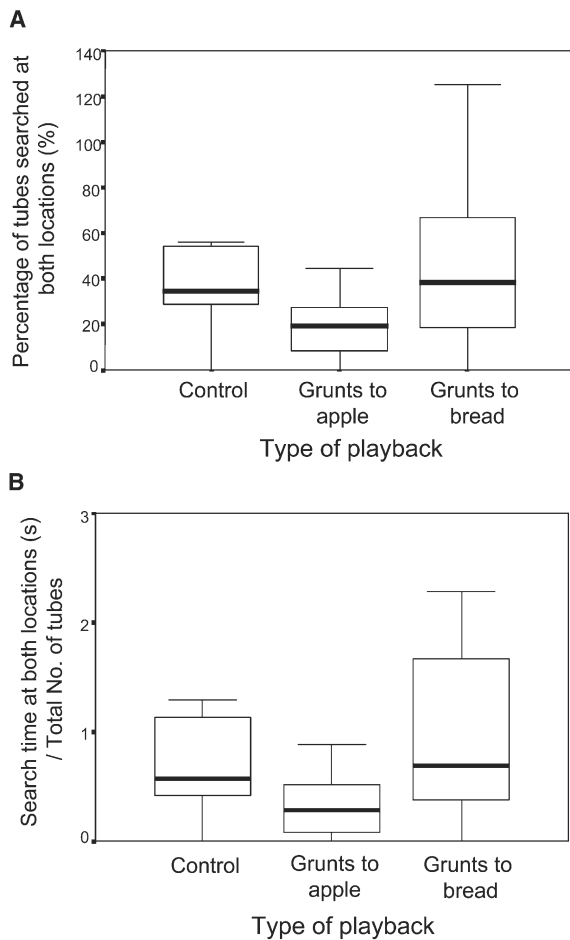 A
Percentage of tubes searched at
both locations (%)
140
120
100
80
60
40
20
0
Control
Grunts to
apple
Grunts to
bread
Type of playback
B
Search time at both locations (s)
/ Total No. of tubes
3
2
1
0
Control
Grunts to
apple
Grunts to
bread
Type of playback